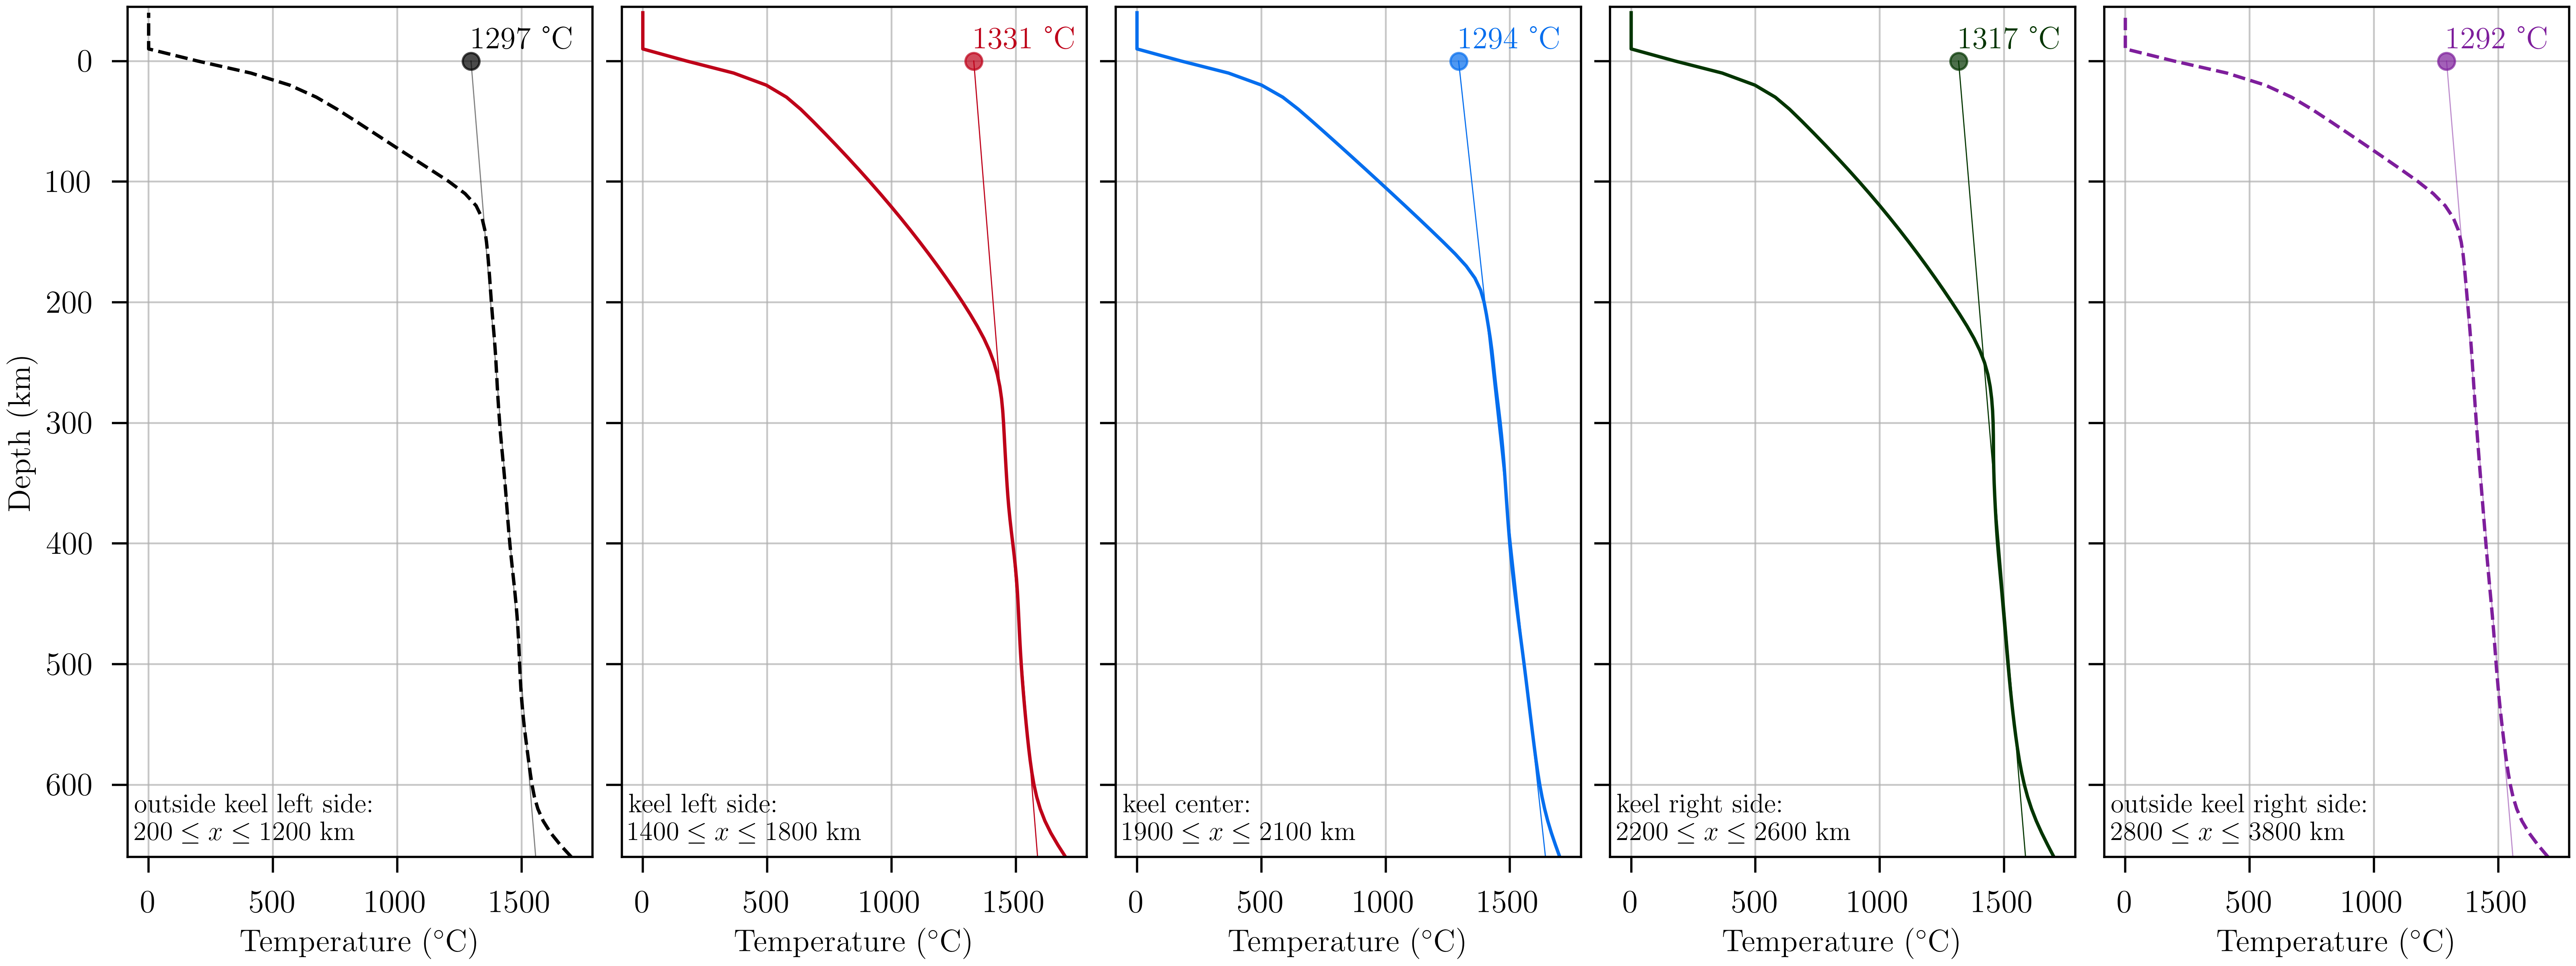 1297 °C
1331 °C
1294 °C
1317 °C
1292 °C
Depth (km)
0
100
200
300
400
500
600
outside keel left side:
200 ≤ x ≤ 1200 km
keel left side:
1400 ≤ x ≤ 1800 km
keel center:
1900 ≤ x ≤ 2100 km
keel right side:
2200 ≤ x ≤ 2600 km
outside keel right side:
2800 ≤ x ≤ 3800 km
0 500 1000 1500
0 500 1000 1500
0 500 1000 1500
0 500 1000 1500
0 500 1000 1500
Temperature (°C)
Temperature (°C)
Temperature (°C)
Temperature (°C)
Temperature (°C)